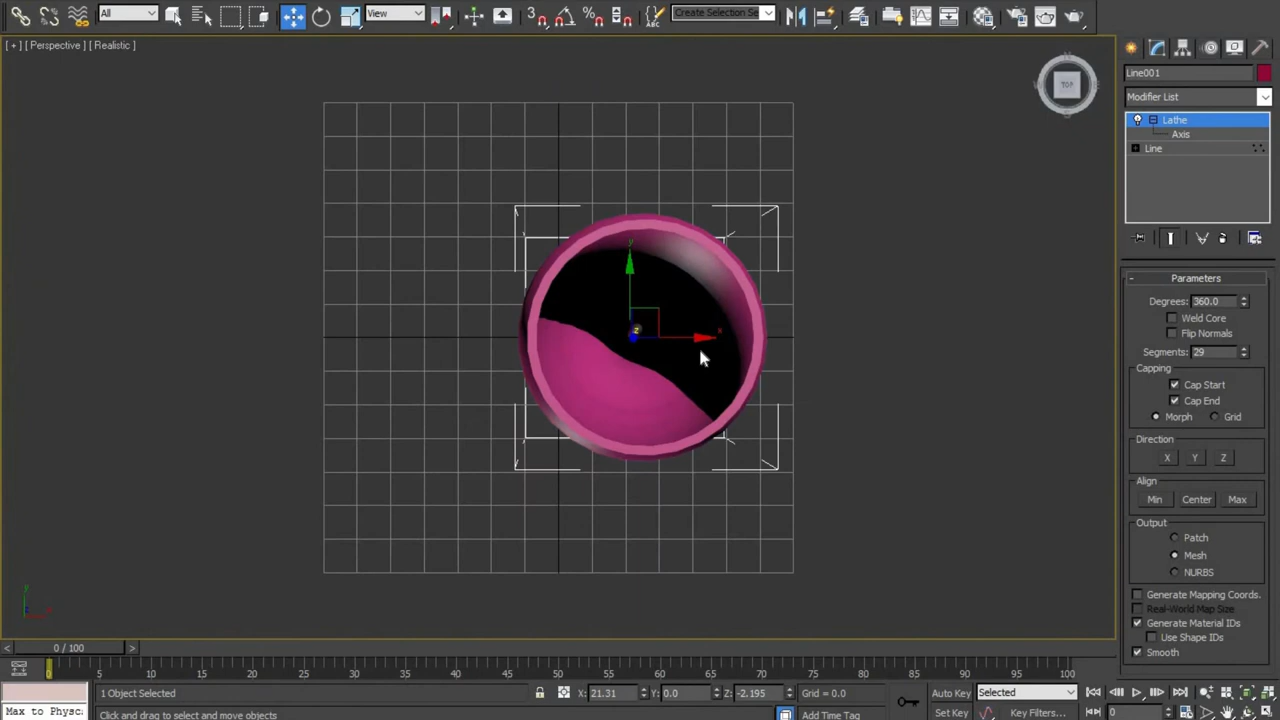 All
View
3
Create Selection Se
[ + ] [ Perspective ] [ Realistic ]
TOP
Line001
Modifier List
Lathe
Axis
Line
y
x
z
Parameters
Degrees: 360.0
Weld Core
Flip Normals
Segments: 29
Capping
Cap Start
Cap End
Morph
Grid
Direction
X
Y
Z
Align
Min
Center
Max
Output
Patch
Mesh
NURBS
Generate Mapping Coords.
Real-World Map Size
Generate Material IDs
Use Shape IDs
Smooth
< 0 / 100 >
0 5 10 15 20 25 30 35 40 45 50 55 60 65 70 75 80 85 90 95 100
1 Object Selected
X: 21.31
Y: 0.0
Z: -2.195
Grid = 0.0
Auto Key
Selected
Max to Physc:
Click and drag to select and move objects
Add Time Tag
Set Key
Key Filters...
0